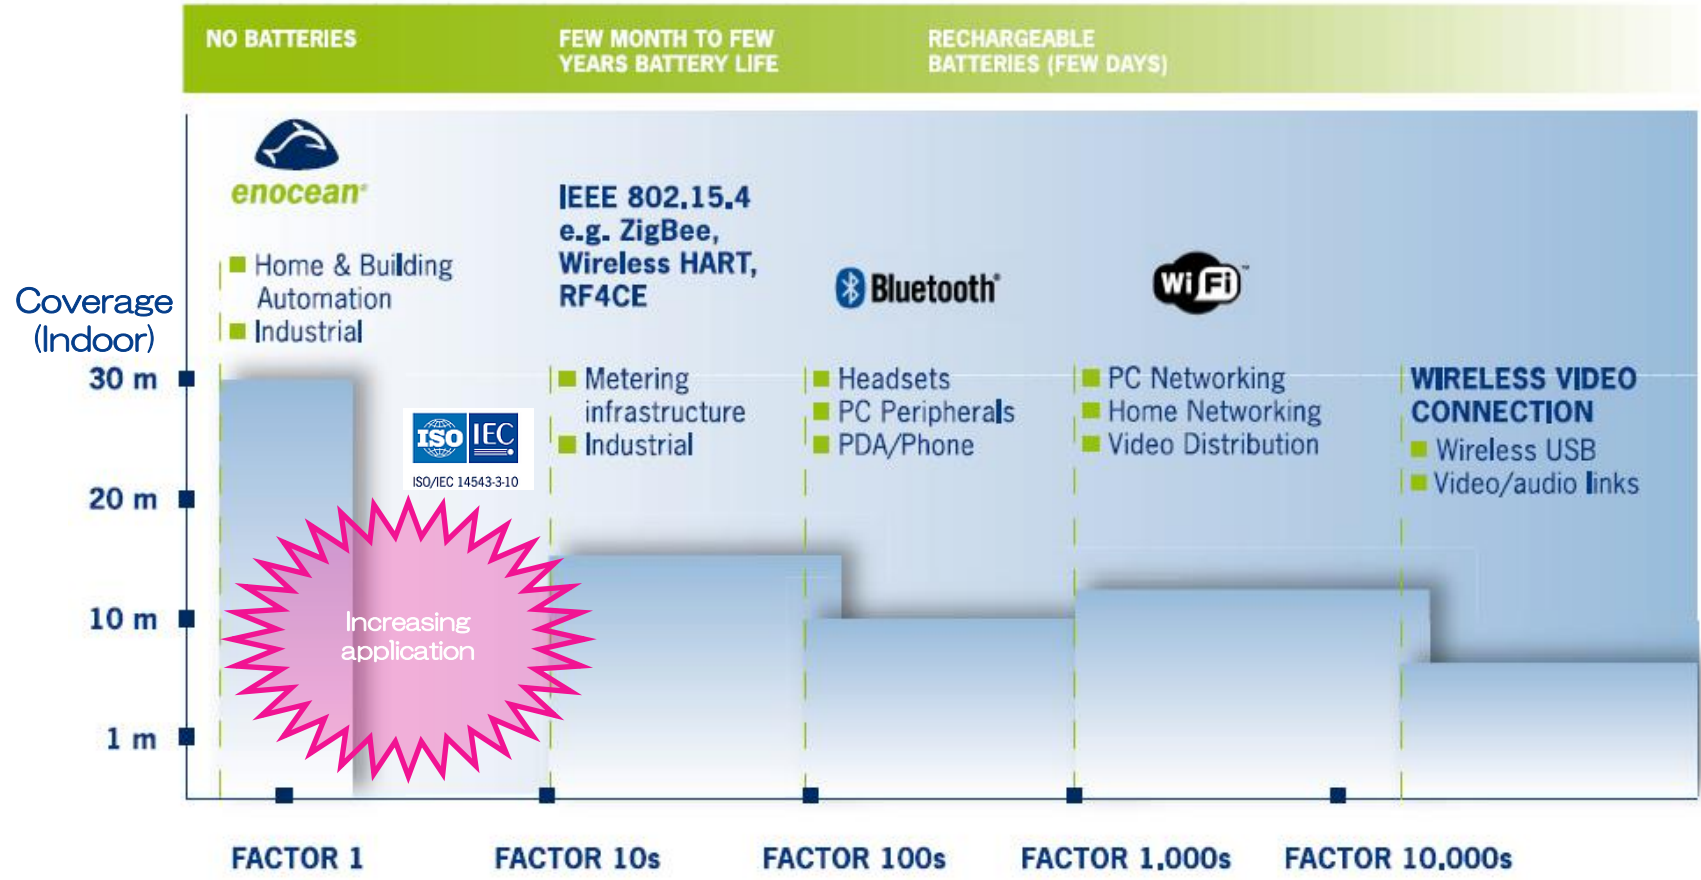 NO BATTERIES
FEW MONTH TO FEW
YEARS BATTERY LIFE
RECHARGEABLE
BATTERIES (FEW DAYS)
enocean®
Home & Building
Automation
Industrial
IEEE 802.15.4
e.g. ZigBee,
Wireless HART,
RF4CE
Metering
infrastructure
Industrial
Bluetooth®
Headsets
PC Peripherals
PDA/Phone
Wi Fi™
PC Networking
Home Networking
Video Distribution
WIRELESS VIDEO
CONNECTION
Wireless USB
Video/audio links
ISO IEC
ISO/IEC 14543-3-10
Increasing
application
Coverage
(Indoor)
30 m
20 m
10 m
1 m
FACTOR 1
FACTOR 10s
FACTOR 100s
FACTOR 1.000s
FACTOR 10.000s